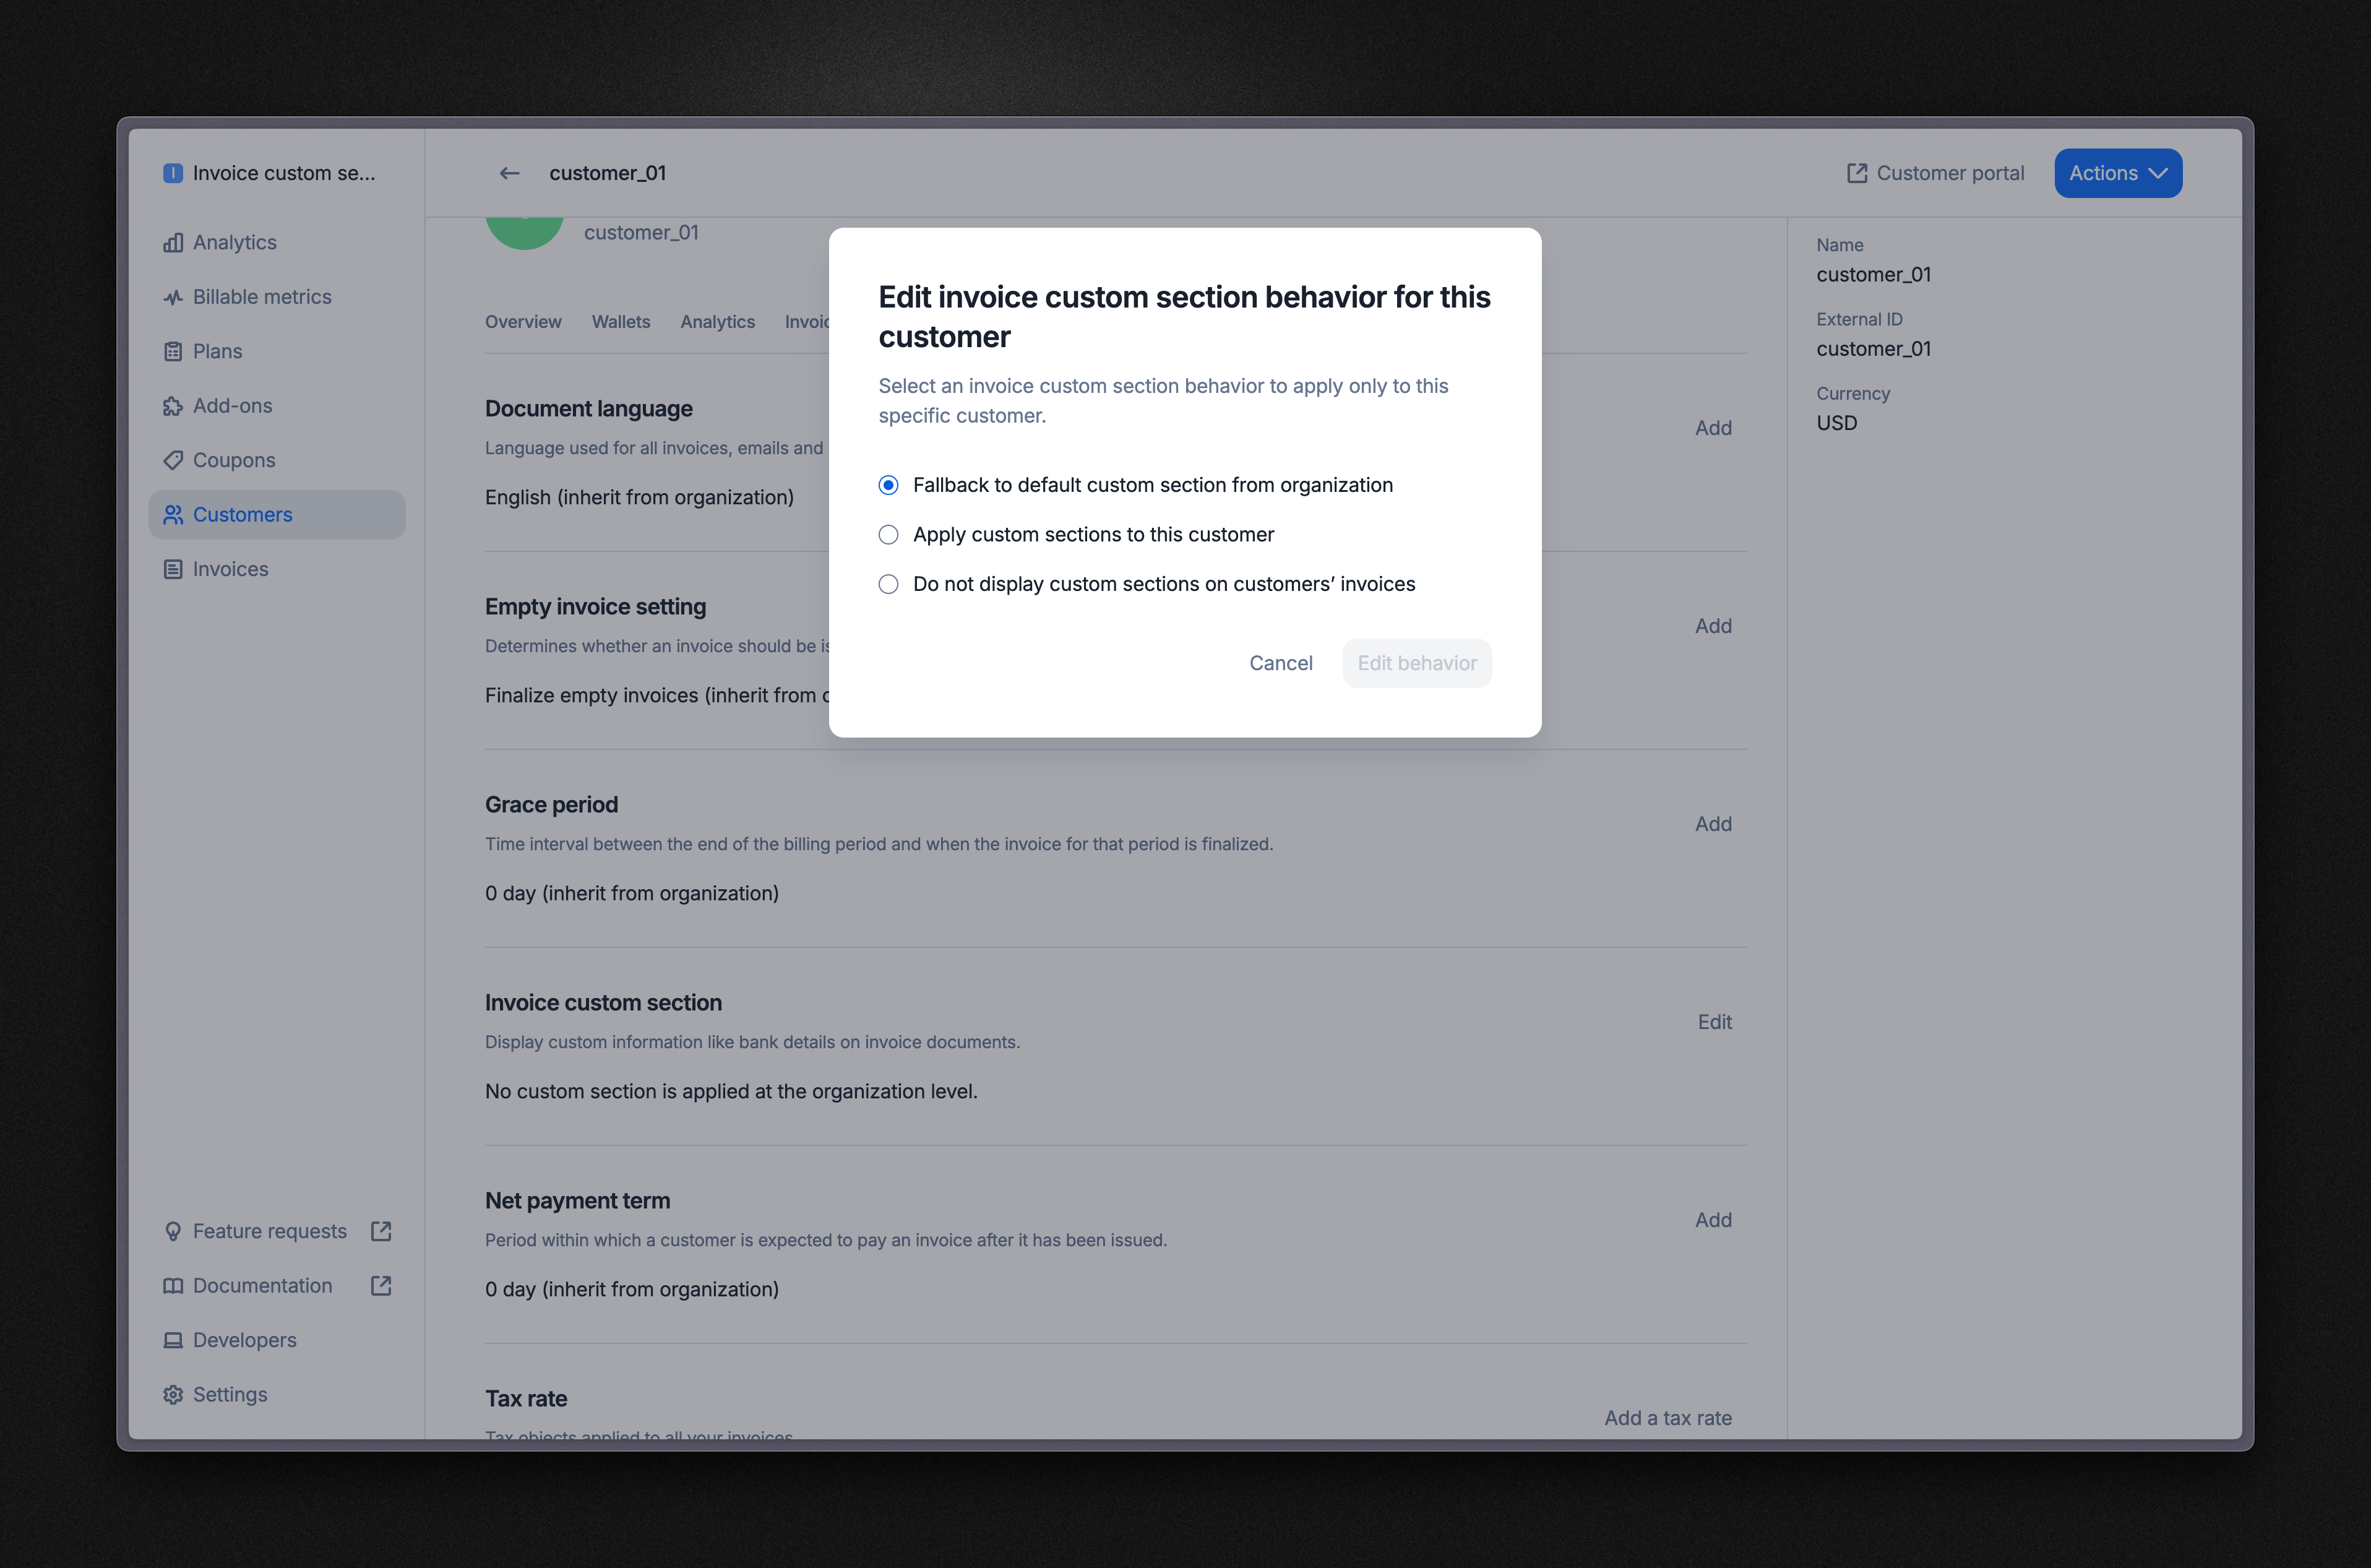 I Invoice custom se...
Analytics
Billable metrics
Plans
Add-ons
Coupons
Customers
Invoices
Feature requests
Documentation
Developers
Settings
customer_01
Customer portal
Actions
customer_01
Overview Wallets Analytics Invoic
Document language
Add
Language used for all invoices, emails and
English (inherit from organization)
Empty invoice setting
Add
Determines whether an invoice should be is
Finalize empty invoices (inherit from o
Grace period
Add
Time interval between the end of the billing period and when the invoice for that period is finalized.
0 day (inherit from organization)
Invoice custom section
Edit
Display custom information like bank details on invoice documents.
No custom section is applied at the organization level.
Net payment term
Add
Period within which a customer is expected to pay an invoice after it has been issued.
0 day (inherit from organization)
Tax rate
Add a tax rate
Tax objects applied to all your invoices
Edit invoice custom section behavior for this
customer
Select an invoice custom section behavior to apply only to this
specific customer.
Fallback to default custom section from organization
Apply custom sections to this customer
Do not display custom sections on customers’ invoices
Cancel
Edit behavior
Name
customer_01
External ID
customer_01
Currency
USD